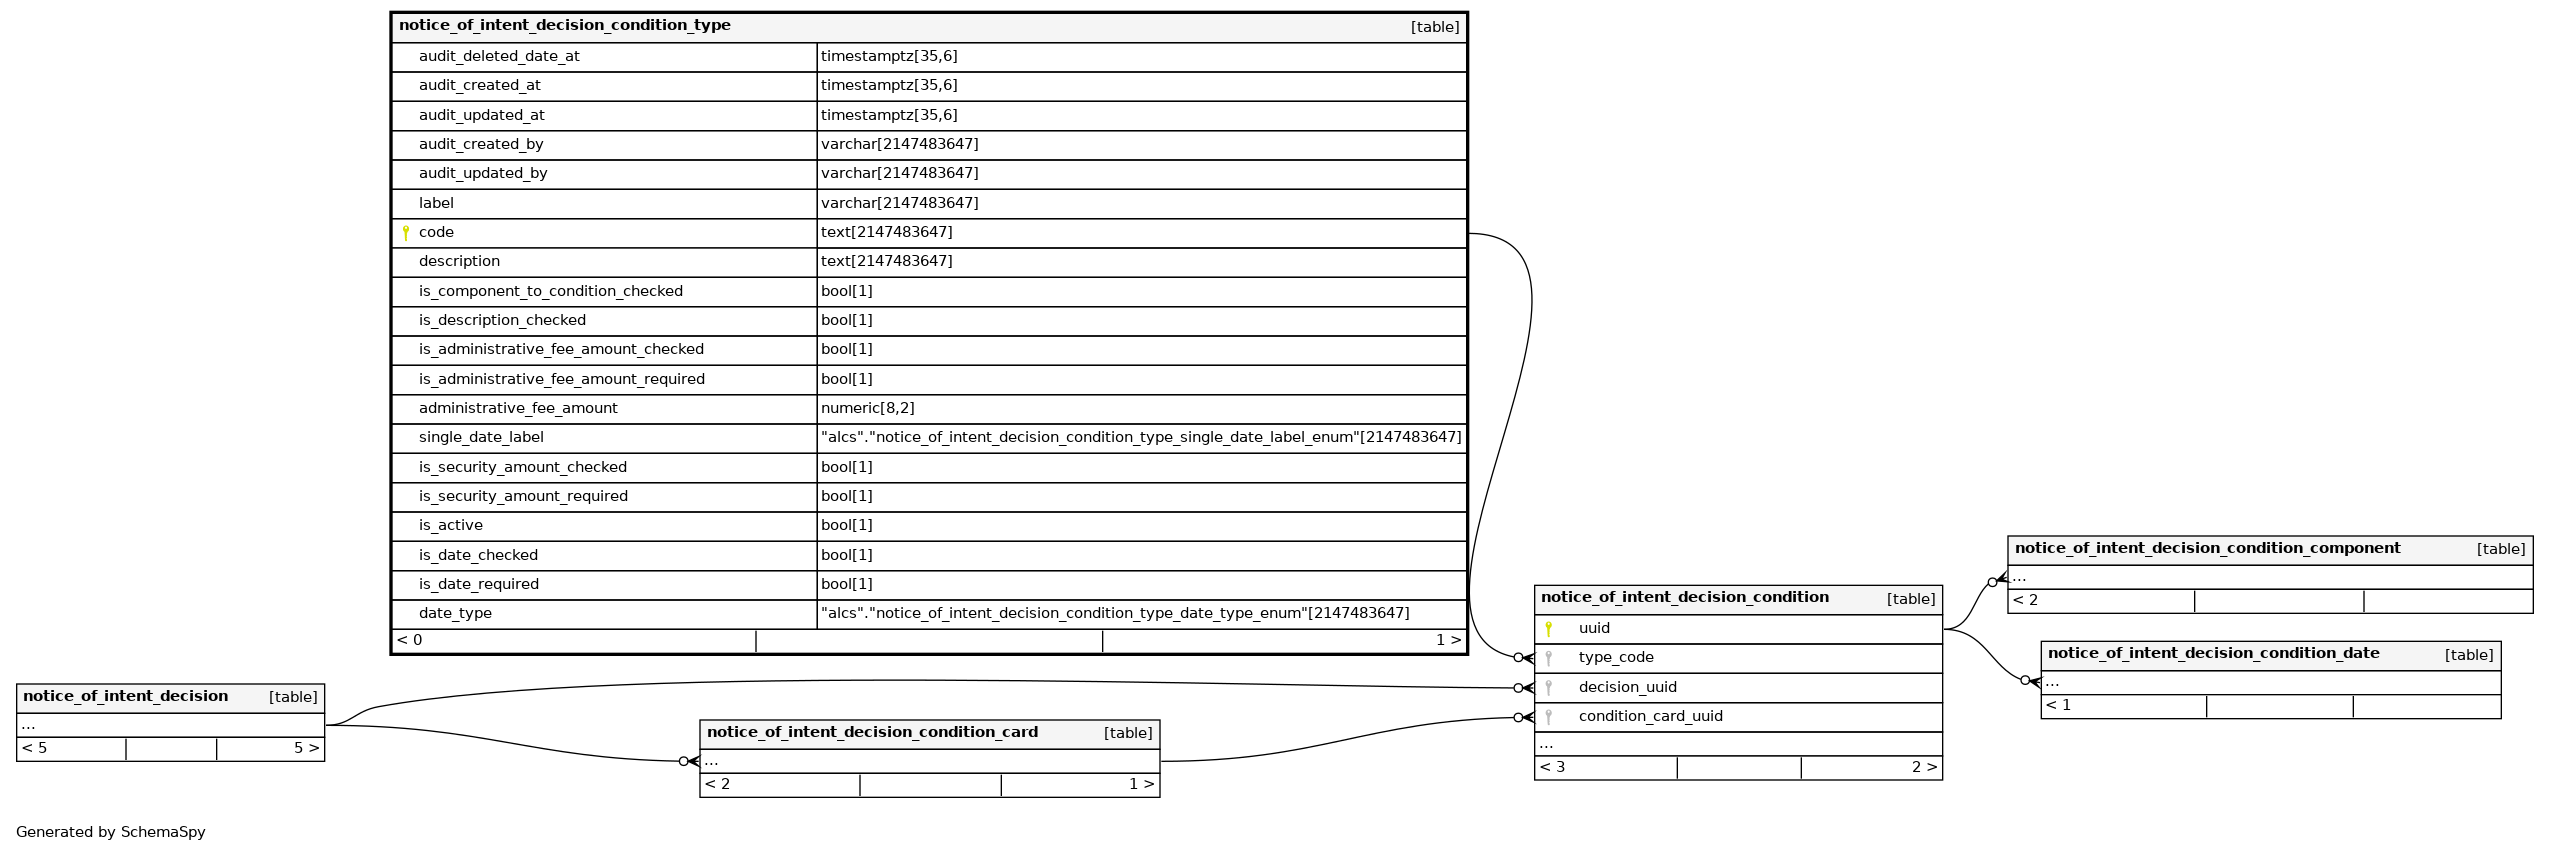 notice_of_intent_decision_condition_type [table]
audit_deleted_date_at timestamptz[35,6]
audit_created_at timestamptz[35,6]
audit_updated_at timestamptz[35,6]
audit_created_by varchar[2147483647]
audit_updated_by varchar[2147483647]
label varchar[2147483647]
code text[2147483647]
description text[2147483647]
is_component_to_condition_checked bool[1]
is_description_checked bool[1]
is_administrative_fee_amount_checked bool[1]
is_administrative_fee_amount_required bool[1]
administrative_fee_amount numeric[8,2]
single_date_label "alcs"."notice_of_intent_decision_condition_type_single_date_label_enum"[2147483647]
is_security_amount_checked bool[1]
is_security_amount_required bool[1]
is_active bool[1]
is_date_checked bool[1]
is_date_required bool[1]
date_type "alcs"."notice_of_intent_decision_condition_type_date_type_enum"[2147483647]
< 0 1 >
notice_of_intent_decision [table]
...
< 5 5 >
notice_of_intent_decision_condition_card [table]
...
< 2 1 >
notice_of_intent_decision_condition [table]
uuid
type_code
decision_uuid
condition_card_uuid
...
< 3 2 >
notice_of_intent_decision_condition_component [table]
...
< 2
notice_of_intent_decision_condition_date [table]
...
< 1
Generated by SchemaSpy